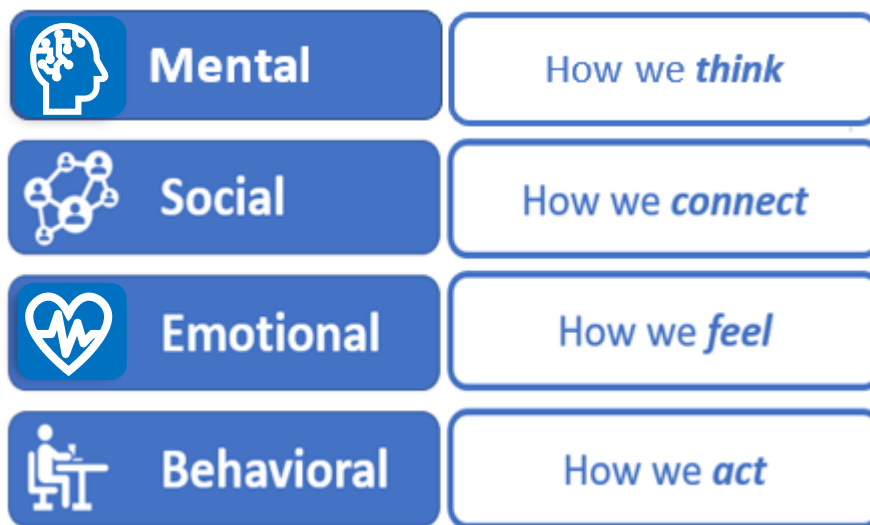 Mental
How we think
Social
How we connect
Emotional
How we feel
Behavioral
How we act